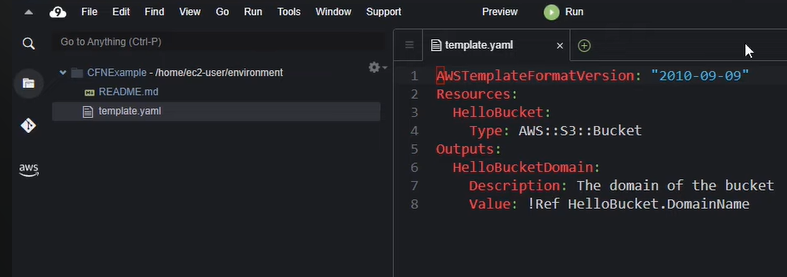 File Edit Find View Go Run Tools Window Support Preview Run
Go to Anything (Ctrl-P)
template.yaml
CFNExample - /home/ec2-user/environment
README.md
template.yaml
aws
1 AWSTemplateFormatVersion: "2010-09-09"
2 Resources:
3 HelloBucket:
4 Type: AWS::S3::Bucket
5 Outputs:
6 HelloBucketDomain:
7 Description: The domain of the bucket
8 Value: !Ref HelloBucket.DomainName